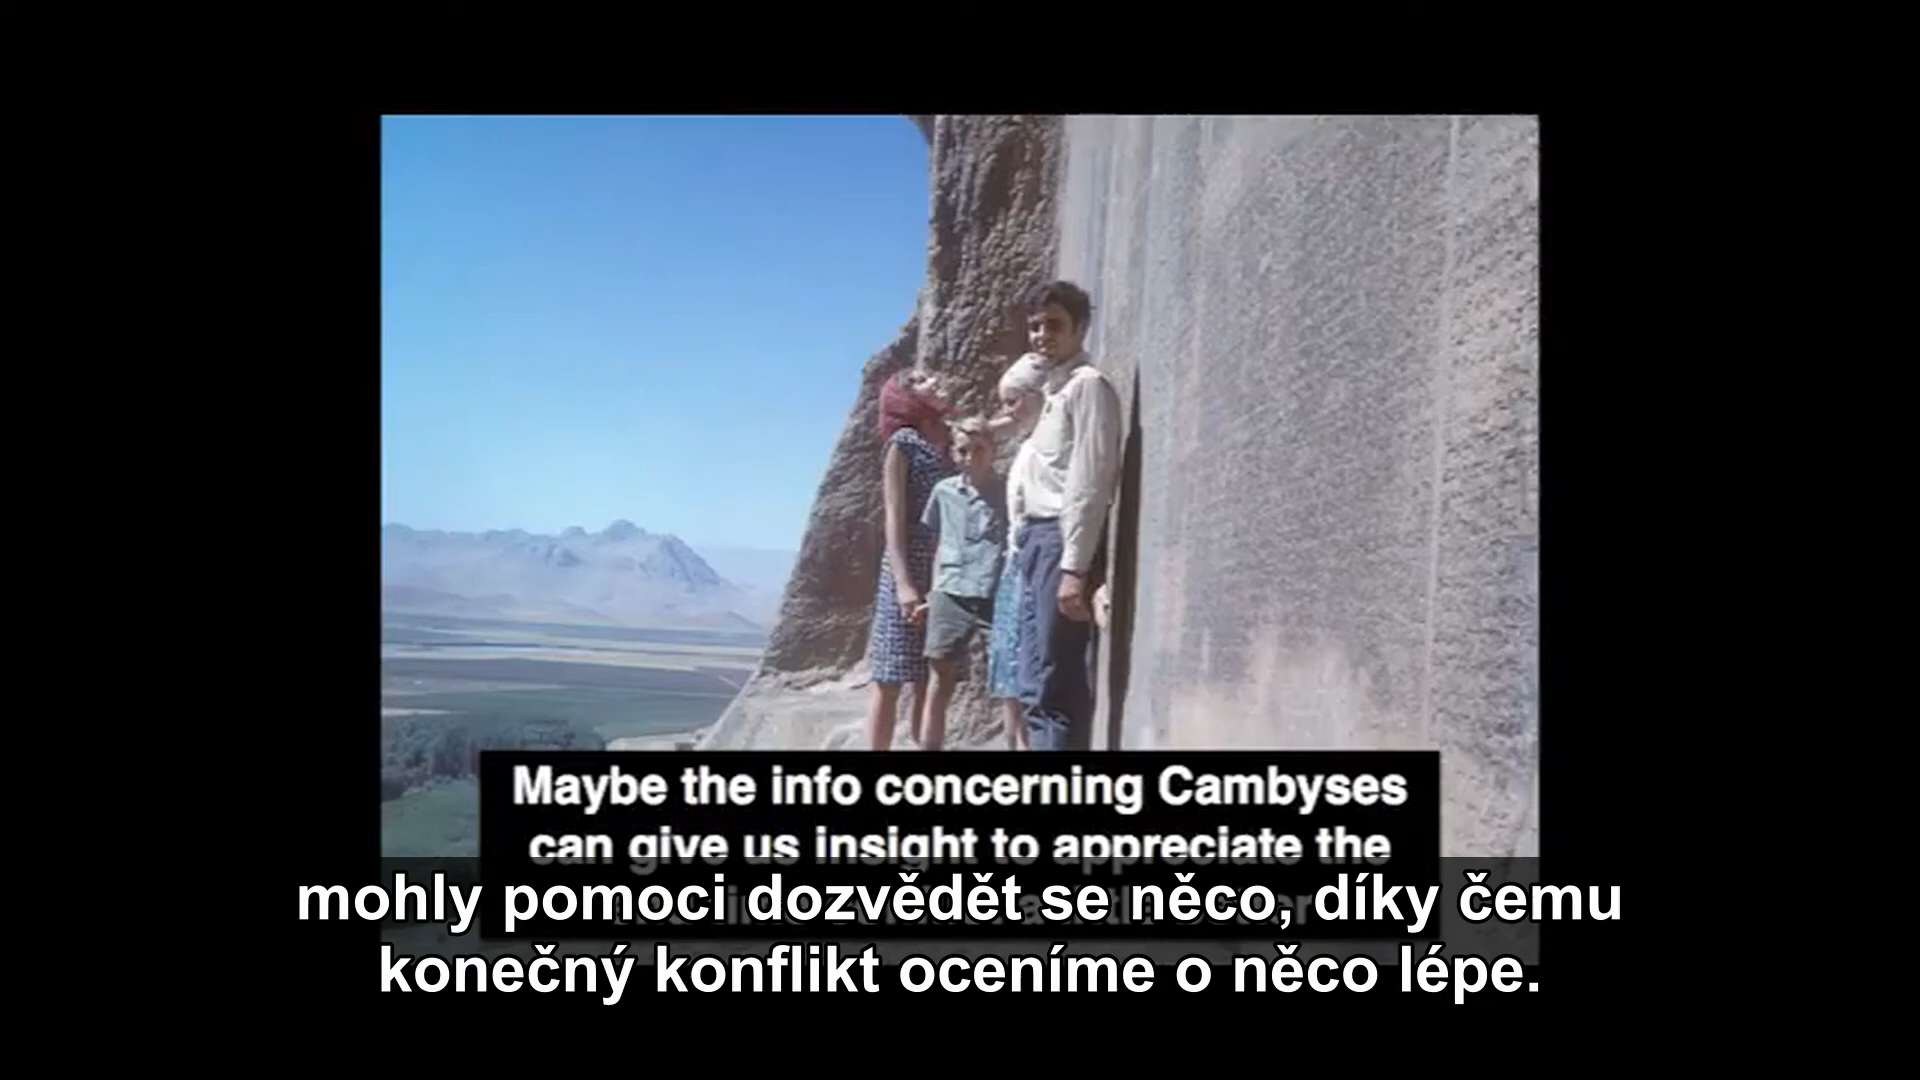 Maybe the info concerning Cambyses
can give us insight to appreciate the
mohly pomoci dozvědět se něco, díky čemu
konečný konflikt oceníme o něco lépe.